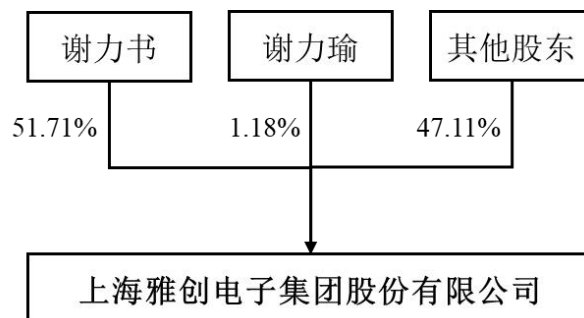 谢力书
谢力瑜
其他股东
51.71%
1.18%
47.11%
上海雅创电子集团股份有限公司